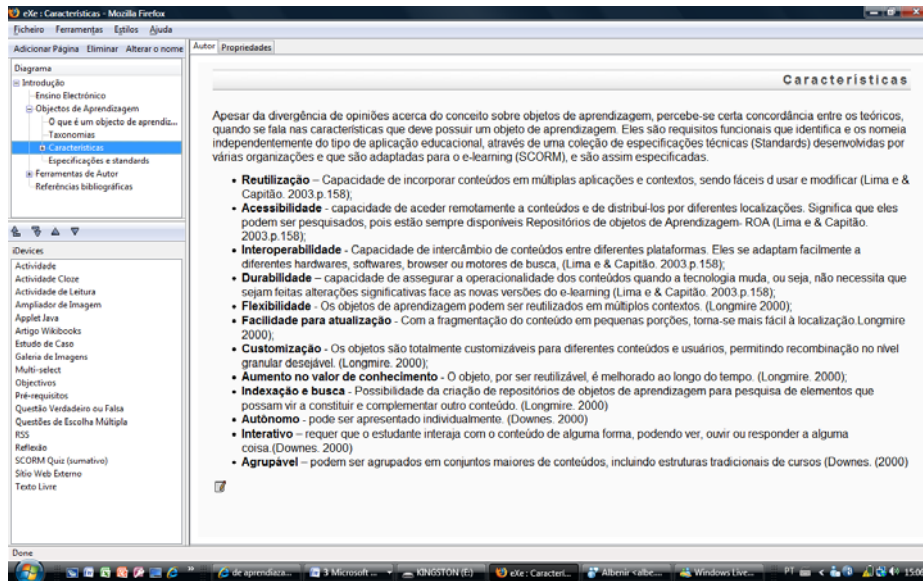 eXe : Características - Mozilla Firefox
Ficheiro Ferramentas Estilos Ajuda
Adicionar Página Eliminar Alterar o nome
Autor Propriedades
Diagrama
Introdução
Ensino Electrónico
Objectos de Aprendizagem
O que é um objecto de aprendiz...
Taxonomias
Características
Especificações e standards
Ferramentas de Autor
Referências bibliográficas
iDevices
Actividade
Actividade Cloze
Actividade de Leitura
Ampliador de Imagem
Applet Java
Artigo Wikibooks
Estudo de Caso
Galeria de Imagens
Multi-select
Objectivos
Pré-requisitos
Questão Verdadeiro ou Falsa
Questões de Escolha Múltipla
RSS
Reflexão
SCORM Quiz (sumativo)
Sítio Web Externo
Texto Livre
Características
Apesar da divergência de opiniões acerca do conceito sobre objetos de aprendizagem, percebe-se certa concordância entre os teóricos,
quando se fala nas características que deve possuir um objeto de aprendizagem. Eles são requisitos funcionais que identifica e os nomeia
independentemente do tipo de aplicação educacional, através de uma coleção de especificações técnicas (Standards) desenvolvidas por
várias organizações e que são adaptadas para o e-learning (SCORM), e são assim especificadas.
• Reutilização – Capacidade de incorporar conteúdos em múltiplas aplicações e contextos, sendo fáceis d usar e modificar (Lima e &
Capitão. 2003.p.158);
• Acessibilidade - capacidade de aceder remotamente a conteúdos e de distribuí-los por diferentes localizações. Significa que eles
podem ser pesquisados, pois estão sempre disponíveis Repositórios de objetos de Aprendizagem- ROA (Lima e & Capitão.
2003.p.158);
• Interoperabilidade - Capacidade de intercâmbio de conteúdos entre diferentes plataformas. Eles se adaptam facilmente a
diferentes hardwares, softwares, browser ou motores de busca, (Lima e & Capitão. 2003.p.158);
• Durabilidade – capacidade de assegurar a operacionalidade dos conteúdos quando a tecnologia muda, ou seja, não necessita que
sejam feitas alterações significativas face as novas versões do e-learning (Lima e & Capitão. 2003.p.158);
• Flexibilidade - Os objetos de aprendizagem podem ser reutilizados em múltiplos contextos. (Longmire 2000);
• Facilidade para atualização - Com a fragmentação do conteúdo em pequenas porções, torna-se mais fácil à localização.Longmire
2000);
• Customização - Os objetos são totalmente customizáveis para diferentes conteúdos e usuários, permitindo recombinação no nível
granular desejável. (Longmire. 2000);
• Aumento no valor de conhecimento - O objeto, por ser reutilizável, é melhorado ao longo do tempo. (Longmire. 2000);
• Indexação e busca - Possibilidade da criação de repositórios de objetos de aprendizagem para pesquisa de elementos que
possam vir a constituir e complementar outro conteúdo. (Longmire. 2000)
• Autônomo - pode ser apresentado individualmente. (Downes. 2000)
• Interativo – requer que o estudante interaja com o conteúdo de alguma forma, podendo ver, ouvir ou responder a alguma
coisa.(Downes. 2000)
• Agrupável – podem ser agrupados em conjuntos maiores de conteúdos, incluindo estruturas tradicionais de cursos (Downes. (2000)
Done
de aprendiza... 3 Microsoft ... KINGSTON (E:) eXe : Caracterí... Albenir <albe... Windows Live... PT